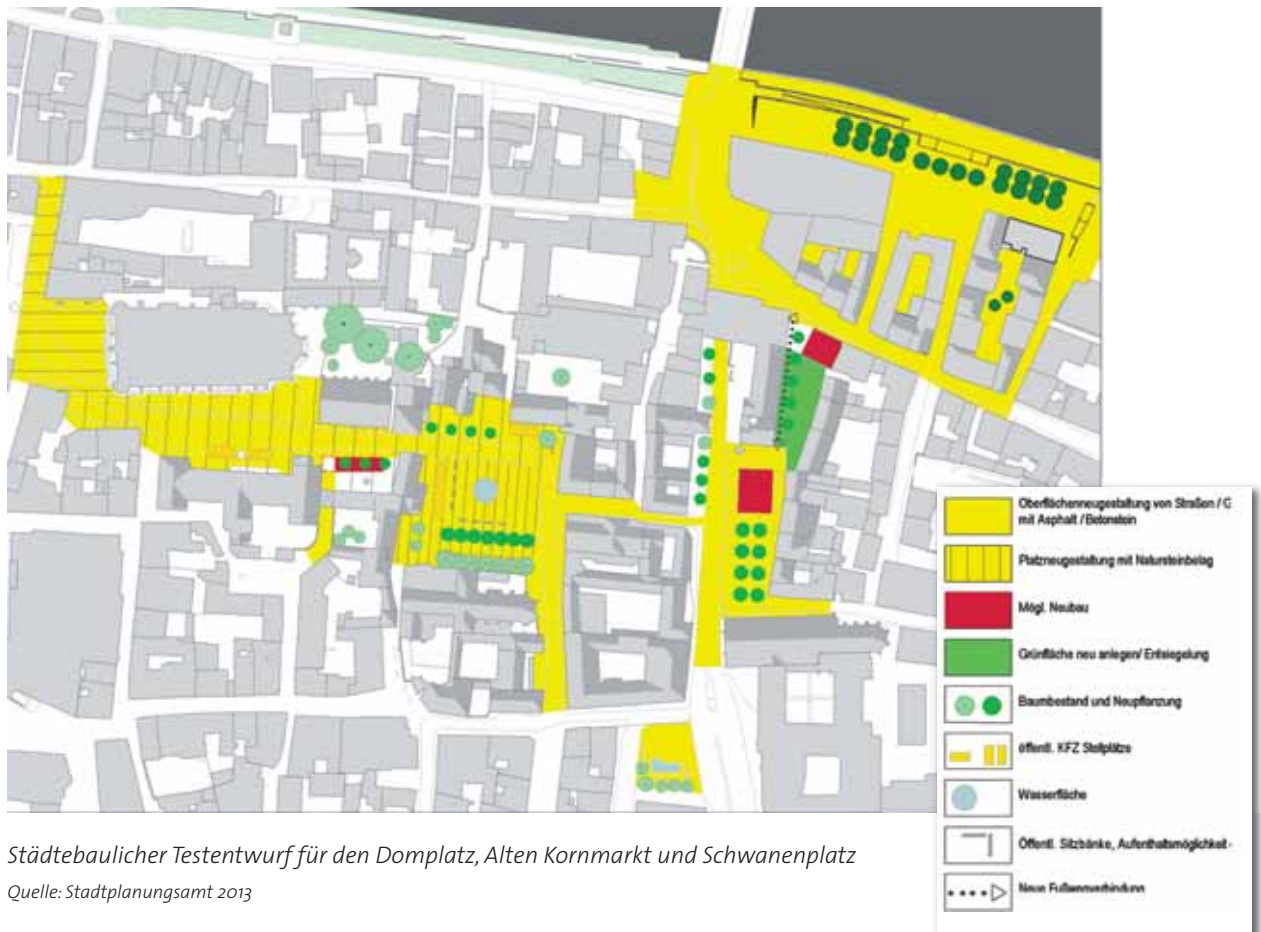 Oberflächenneugestaltung von Straßen / G
mit Asphalt / Betonstein
Platzneugestaltung mit Natursteinbelag
Mögl. Neubau
Grünfläche neu anlegen/ Entsiegelung
Baumbestand und Neupflanzung
öffentl. KFZ Stellplätze
Wasserfläche
Öffentl. Sitzbänke, Aufenthaltsmöglichkeit -
Neue Fußwegverbindung
Städtebaulicher Testentwurf für den Domplatz, Alten Kornmarkt und Schwanenplatz
Quelle: Stadtplanungsamt 2013